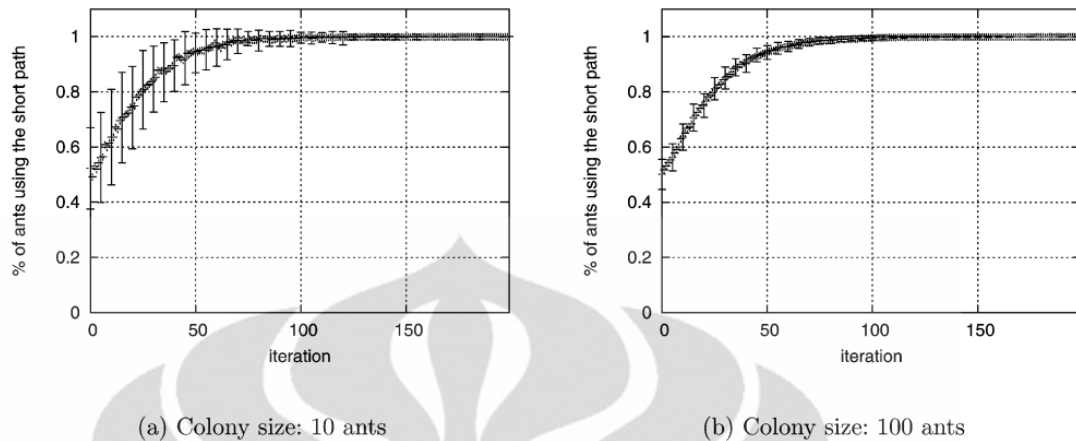 % of ants using the short path
1
0.8
0.6
0.4
0.2
0
0 50 100 150
iteration
(a) Colony size: 10 ants
% of ants using the short path
1
0.8
0.6
0.4
0.2
0
0 50 100 150
iteration
(b) Colony size: 100 ants